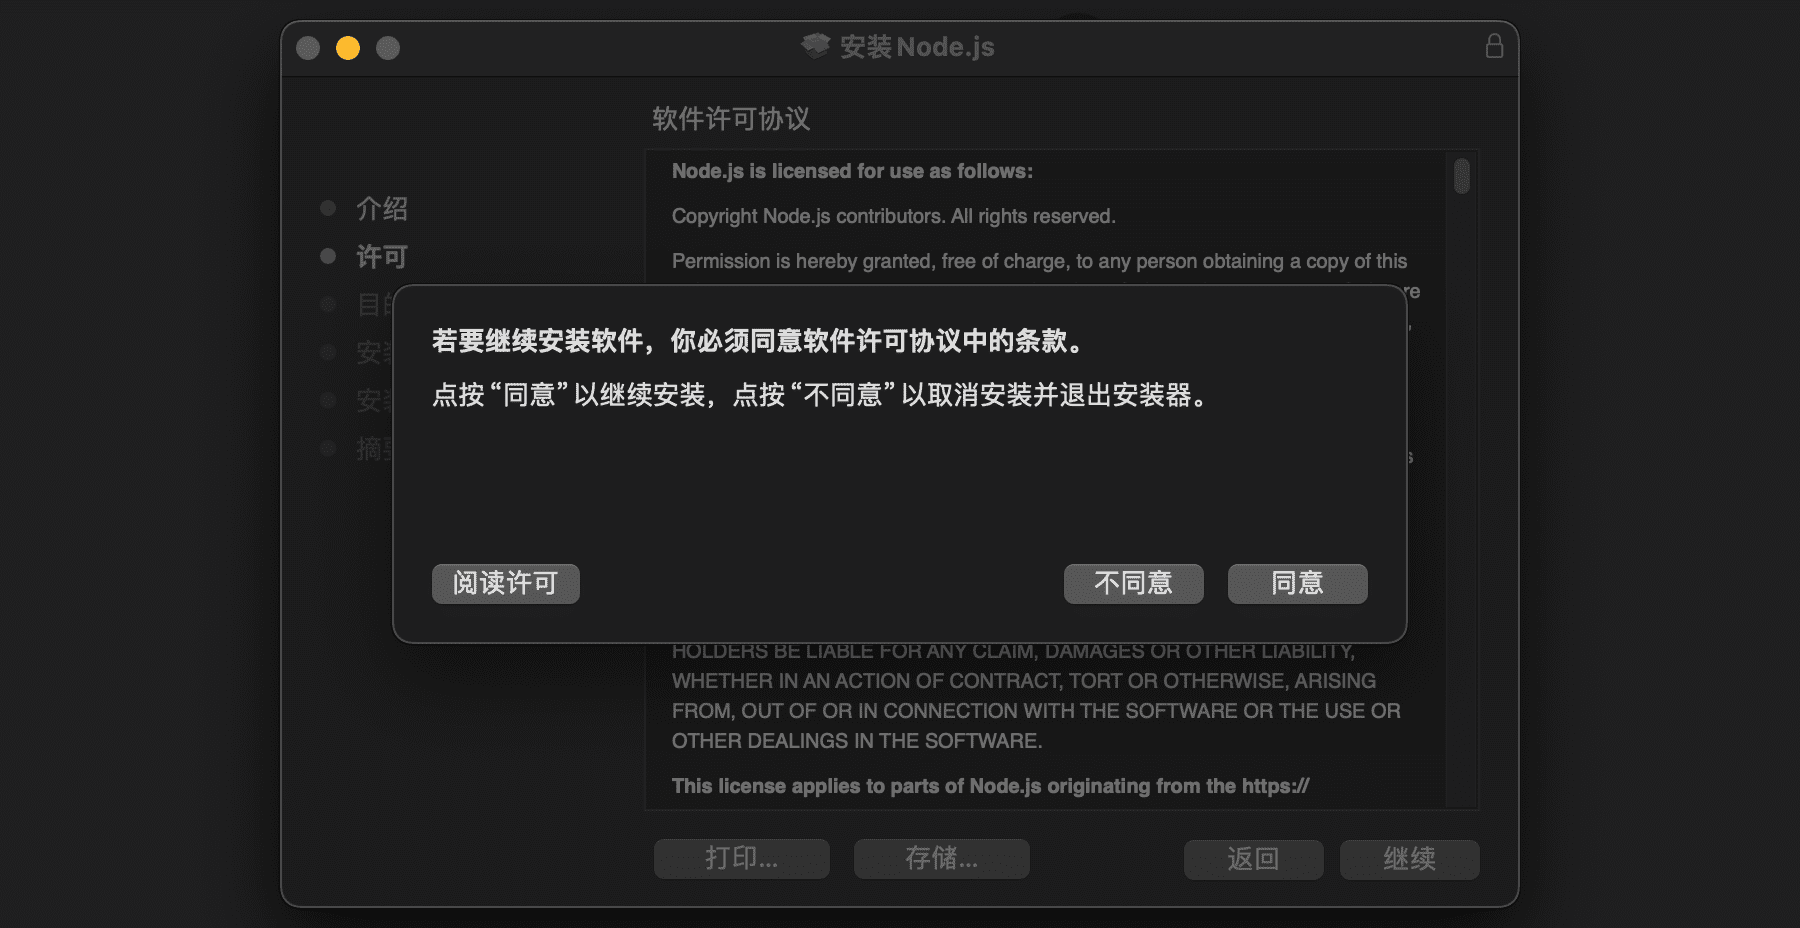 安装Node.js
软件许可协议
介绍
许可
目
安
安
摘
Node.js is licensed for use as follows:
Copyright Node.js contributors. All rights reserved.
Permission is hereby granted, free of charge, to any person obtaining a copy of this
若要继续安装软件，你必须同意软件许可协议中的条款。
点按“同意”以继续安装，点按“不同意”以取消安装并退出安装器。
阅读许可
不同意
同意
HOLDERS BE LIABLE FOR ANY CLAIM, DAMAGES OR OTHER LIABILITY,
WHETHER IN AN ACTION OF CONTRACT, TORT OR OTHERWISE, ARISING
FROM, OUT OF OR IN CONNECTION WITH THE SOFTWARE OR THE USE OR
OTHER DEALINGS IN THE SOFTWARE.
This license applies to parts of Node.js originating from the https://
打印...
存储...
返回
继续